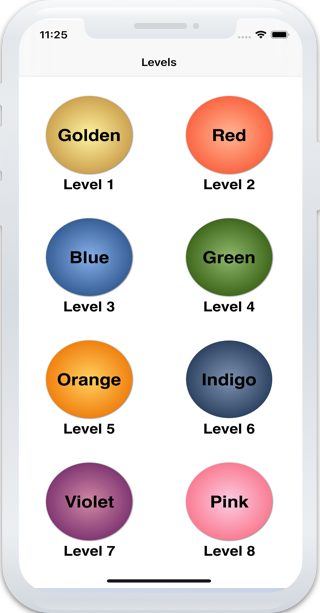 11:25
Levels
Golden Red
Level 1 Level 2
Blue Green
Level 3 Level 4
Orange Indigo
Level 5 Level 6
Violet Pink
Level 7 Level 8